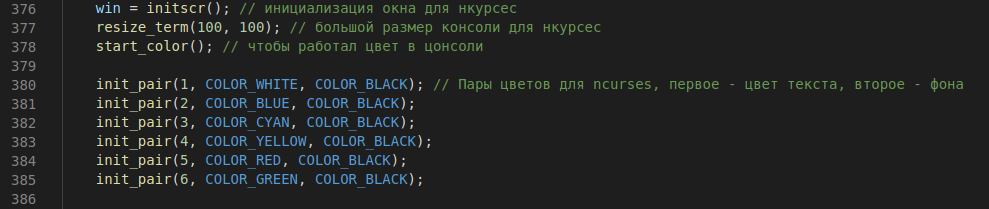 376 win = initscr(); // инициализация окна для нкурсес
377 resize_term(100, 100); // большой размер консоли для нкурсес
378 start_color(); // чтобы работал цвет в цонсоли
379
380 init_pair(1, COLOR_WHITE, COLOR_BLACK); // Пары цветов для ncurses, первое - цвет текста, второе - фона
381 init_pair(2, COLOR_BLUE, COLOR_BLACK);
382 init_pair(3, COLOR_CYAN, COLOR_BLACK);
383 init_pair(4, COLOR_YELLOW, COLOR_BLACK);
384 init_pair(5, COLOR_RED, COLOR_BLACK);
385 init_pair(6, COLOR_GREEN, COLOR_BLACK);
386